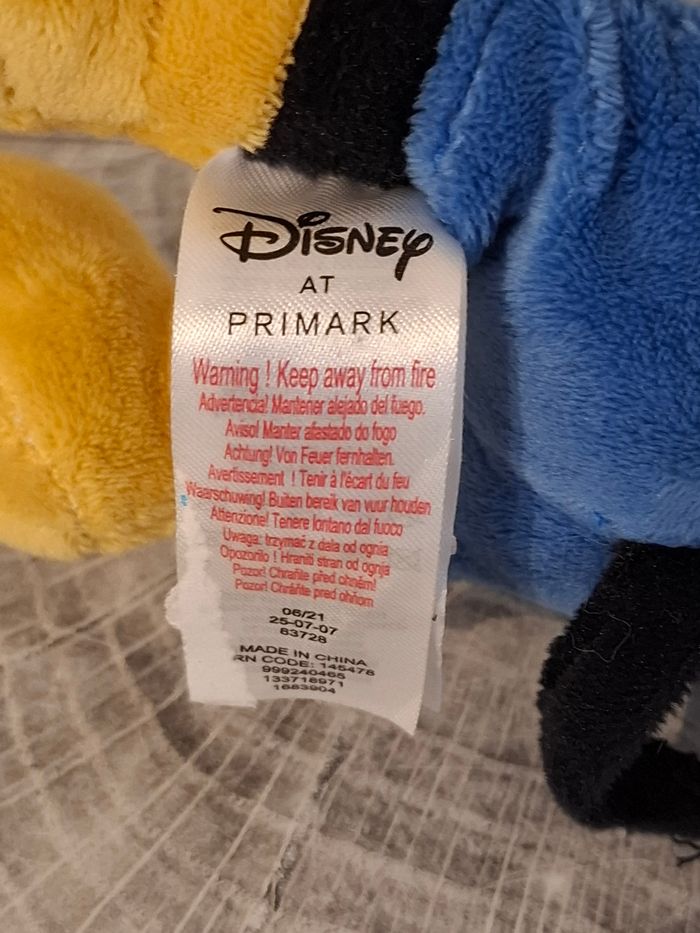 Disney
AT
PRIMARK
Warning ! Keep away from fire
Advertencia! Mantener alejado del fuego.
Aviso! Manter afastado do fogo
Achtung! Von Feuer fernhalten.
Avertissement ! Tenir à l'écart du feu
Waarschuwing! Buiten bereik van vuur houden
Attenzione! Tenere lontano dal fuoco
Uwaga: trzymać z dala od ognia
Opozorilo ! Hraniti stran od ognja
Pozor! Chraňte před ohněm!
Pozor! Chráňte pred ohňom
06/21
25-07-07
63728
MADE IN CHINA
RN CODE: 145478
999240465
133718971
1683904